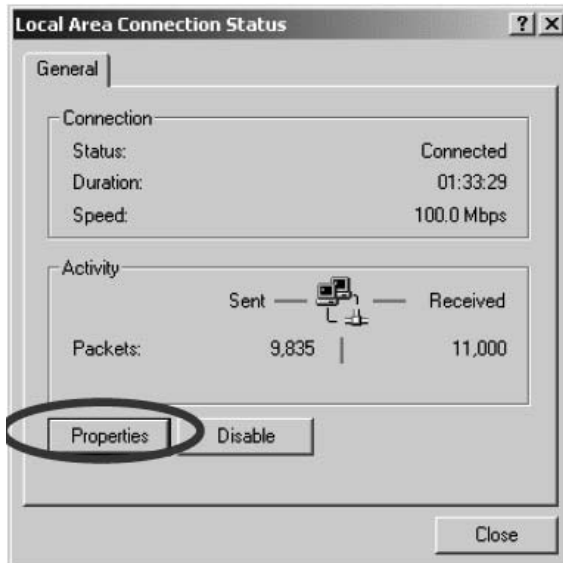 Local Area Connection Status ? X
General
Connection
Status: Connected
Duration: 01:33:29
Speed: 100.0 Mbps
Activity
Sent — — Received
Packets: 9,835 | 11,000
Properties Disable
Close